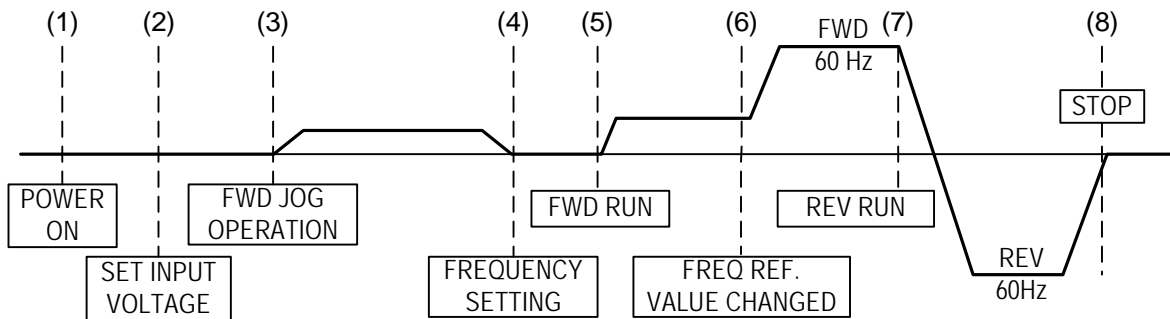 (1) (2) (3) (4) (5) (6) (7) (8)
FWD
60 Hz
STOP
POWER
ON
FWD JOG
OPERATION
FWD RUN
REV RUN
SET INPUT
VOLTAGE
FREQUENCY
SETTING
FREQ REF.
VALUE CHANGED
REV
60Hz